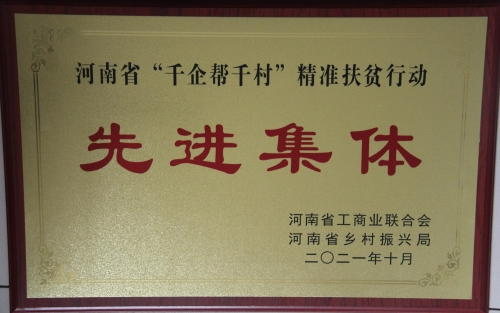 河南省“千企帮千村”精准扶贫行动
先进集体
河南省工商业联合会
河南省乡村振兴局
二〇二一年十月